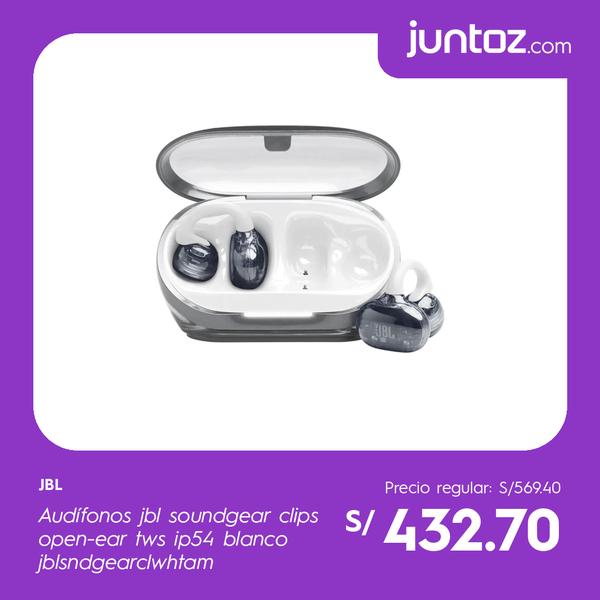 juntoz.com
JBL
JBL
Audífonos jbl soundgear clips
open-ear tws ip54 blanco
jblsndgearclwhtam
Precio regular: S/569.40
S/ 432.70